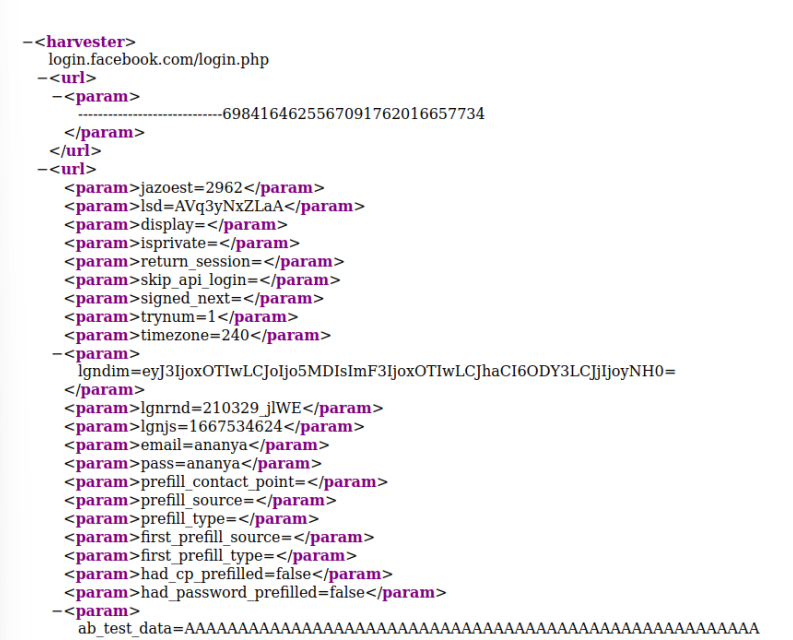 −<harvester>
login.facebook.com/login.php
−<url>
−<param>
-----------------------------6984164625567091762016657734
</param>
</url>
−<url>
<param>jazoest=2962</param>
<param>lsd=AVq3yNxZLaA</param>
<param>display=</param>
<param>isprivate=</param>
<param>return_session=</param>
<param>skip_api_login=</param>
<param>signed_next=</param>
<param>trynum=1</param>
<param>timezone=240</param>
−<param>
lgndim=eyJ3IjoxOTIwLCJoIjo5MDIsImF3IjoxOTIwLCJhaCI6ODY3LCJjIjoyNH0=
</param>
<param>lgnrnd=210329_jlWE</param>
<param>lgnjs=1667534624</param>
<param>email=ananya</param>
<param>pass=ananya</param>
<param>prefill_contact_point=</param>
<param>prefill_source=</param>
<param>prefill_type=</param>
<param>first_prefill_source=</param>
<param>first_prefill_type=</param>
<param>had_cp_prefilled=false</param>
<param>had_password_prefilled=false</param>
−<param>
ab_test_data=AAAAAAAAAAAAAAAAAAAAAAAAAAAAAAAAAAAAAAAAAAAAAAAAAAAAAA